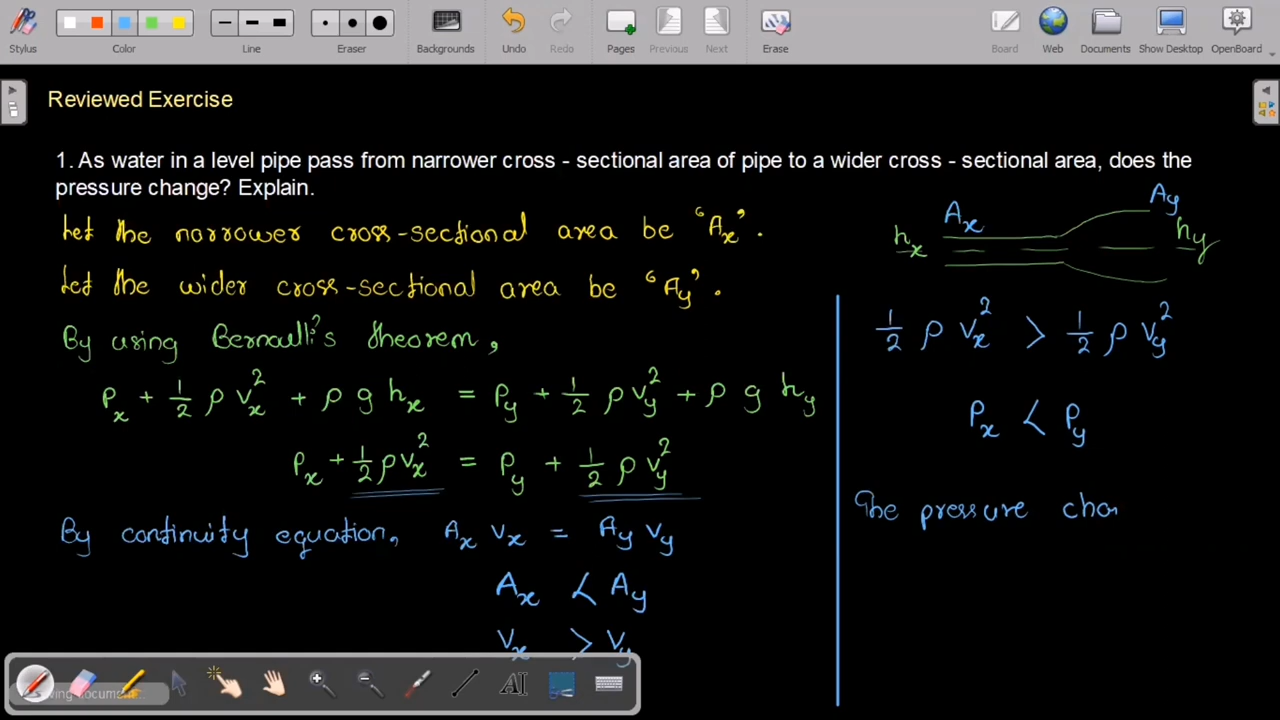 Stylus
Color
Line
Eraser
Backgrounds
Undo
Redo
Pages
Previous
Next
Erase
Board
Web
Documents
Show Desktop
OpenBoard
Reviewed Exercise
1. As water in a level pipe pass from narrower cross - sectional area of pipe to a wider cross - sectional area, does the
pressure change? Explain.
Let the narrower cross-sectional area be ‘Ax’.
Let the wider cross-sectional area be ‘Ay’.
By using Bernaulli's theorem,
Px + 1/2 ρ vx² + ρ g hx = Py + 1/2 ρ vy² + ρ g hy
Px + 1/2 ρ vx² = Py + 1/2 ρ vy²
By continuity equation, Ax Vx = Ay Vy
Ax < Ay
Vx > Vy
Ax
Ay
hx
hy
1/2 ρ Vx² > 1/2 ρ Vy²
Px < Py
The pressure cha
AI